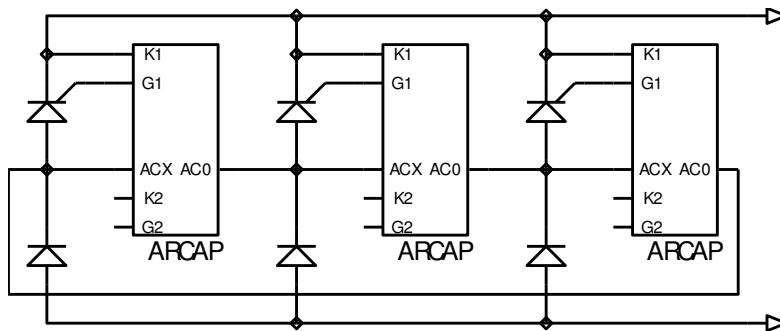 K1 K1 K1
G1 G1 G1
ACX AC0 ACX AC0 ACX AC0
K2 K2 K2
G2 G2 G2
ARCAP ARCAP ARCAP